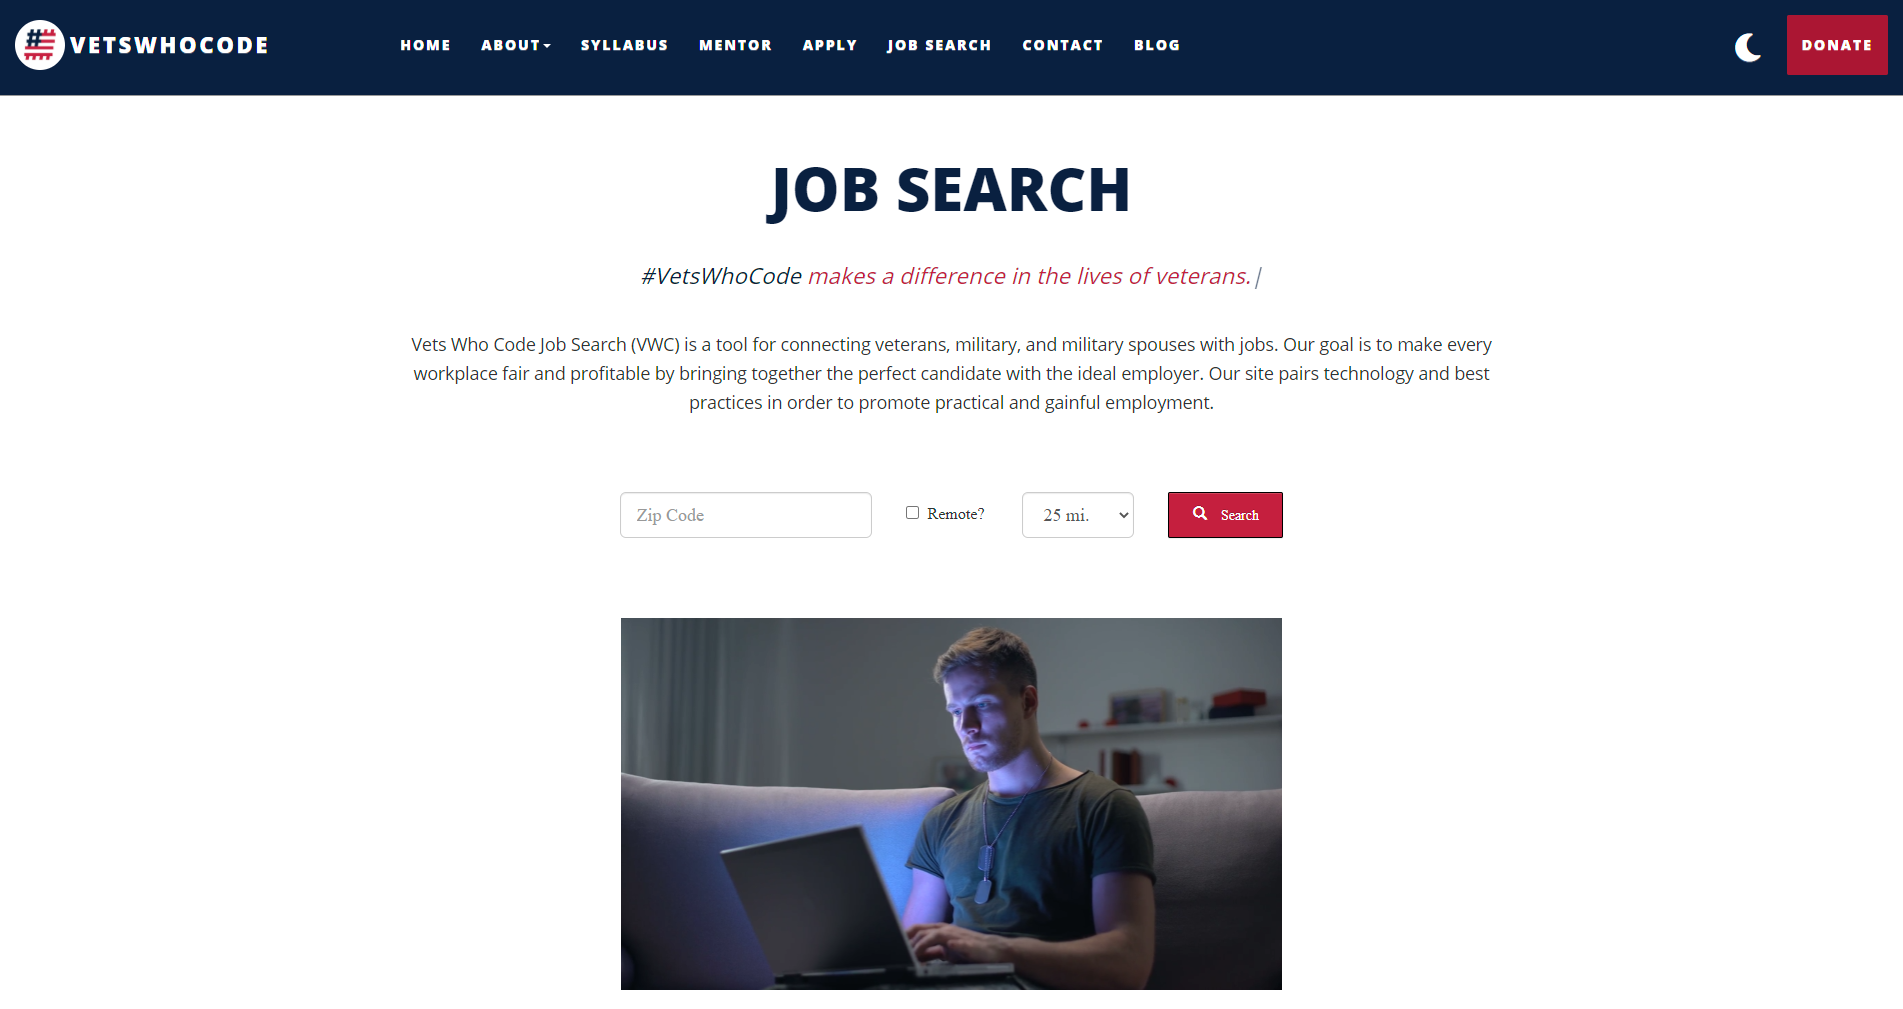 VETSWHOCODE
HOME ABOUT SYLLABUS MENTOR APPLY JOB SEARCH CONTACT BLOG
DONATE
JOB SEARCH
#VetsWhoCode makes a difference in the lives of veterans.|
Vets Who Code Job Search (VWC) is a tool for connecting veterans, military, and military spouses with jobs. Our goal is to make every
workplace fair and profitable by bringing together the perfect candidate with the ideal employer. Our site pairs technology and best
practices in order to promote practical and gainful employment.
Zip Code Remote? 25 mi. Search